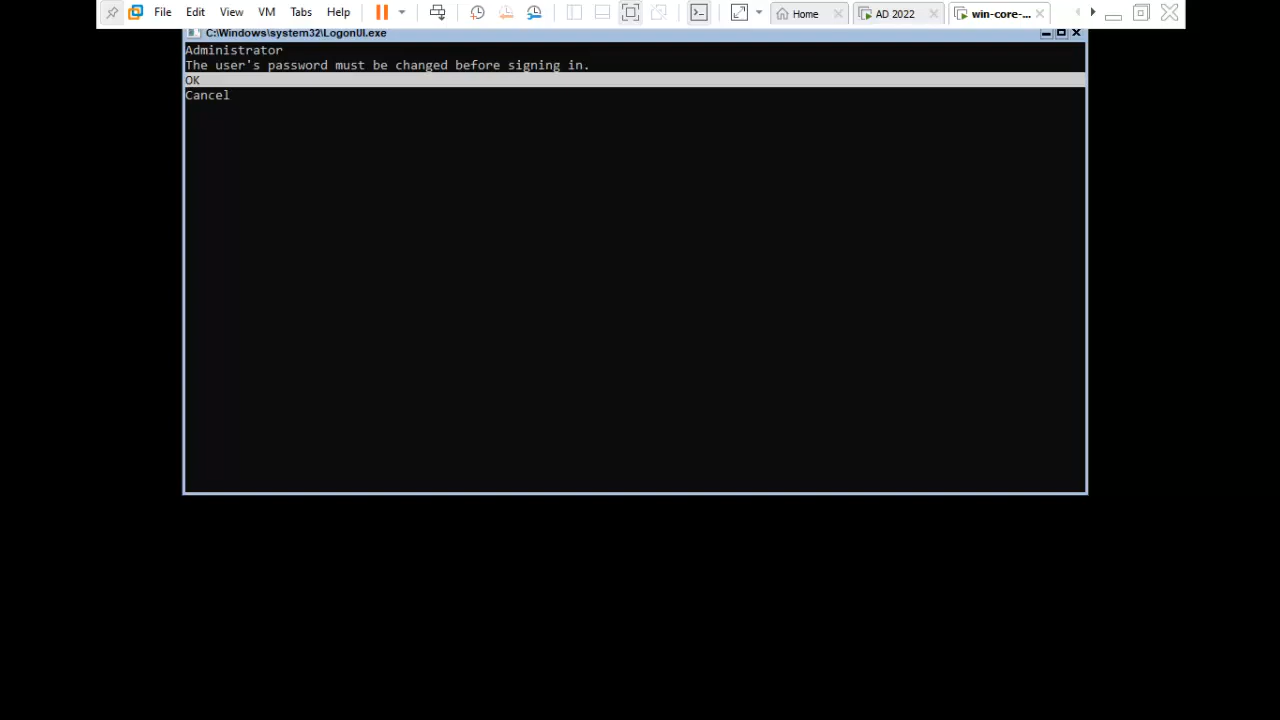 File Edit View VM Tabs Help Home AD 2022 win-core-...
C:\Windows\system32\LogonUI.exe
Administrator
The user's password must be changed before signing in.
OK
Cancel